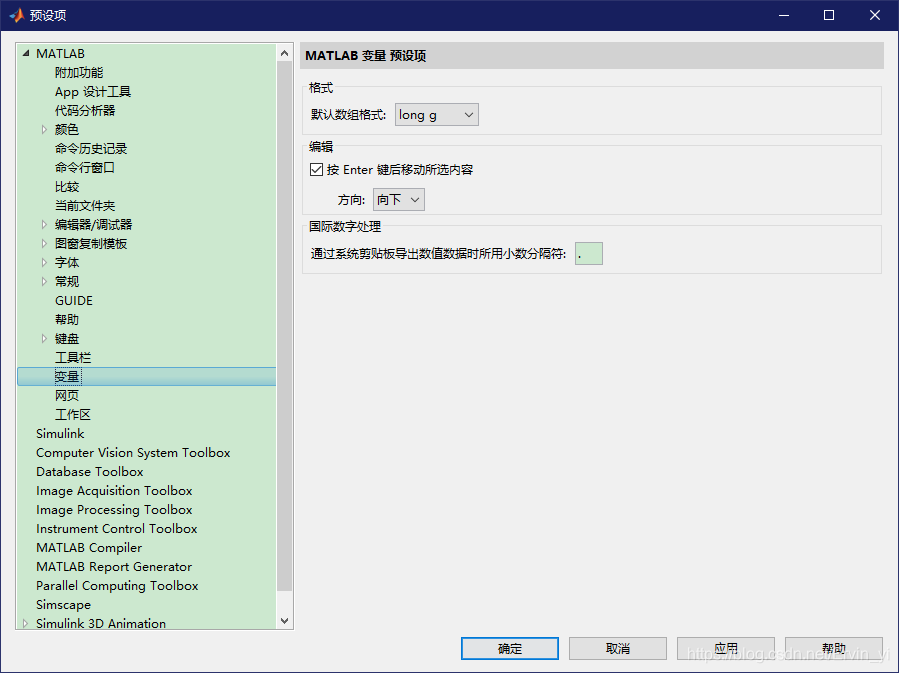 预设项
MATLAB
附加功能
App 设计工具
代码分析器
颜色
命令历史记录
命令行窗口
比较
当前文件夹
编辑器/调试器
图窗复制模板
字体
常规
GUIDE
帮助
键盘
工具栏
变量
网页
工作区
Simulink
Computer Vision System Toolbox
Database Toolbox
Image Acquisition Toolbox
Image Processing Toolbox
Instrument Control Toolbox
MATLAB Compiler
MATLAB Report Generator
Parallel Computing Toolbox
Simscape
Simulink 3D Animation
MATLAB 变量 预设项
格式
默认数组格式: long g
编辑
按 Enter 键后移动所选内容
方向: 向下
国际数字处理
通过系统剪贴板导出数值数据时所用小数分隔符: .
确定 取消 应用 帮助